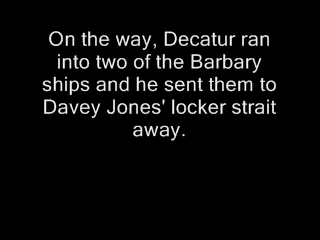 On the way, Decatur ran
into two of the Barbary
ships and he sent them to
Davey Jones' locker strait
away.